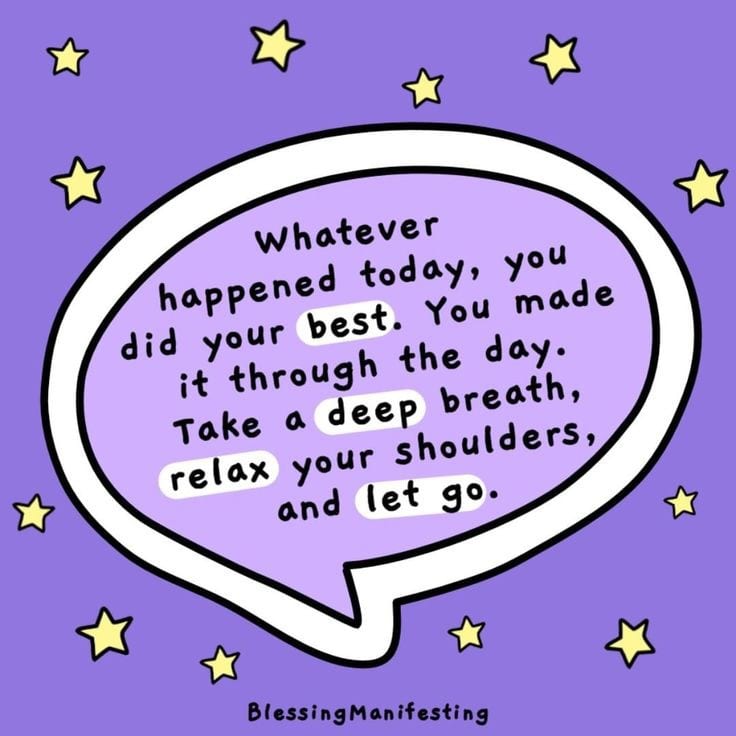 Whatever
happened today, you
did your best. You made
it through the day.
Take a deep breath,
relax your shoulders,
and let go.
BlessingManifesting